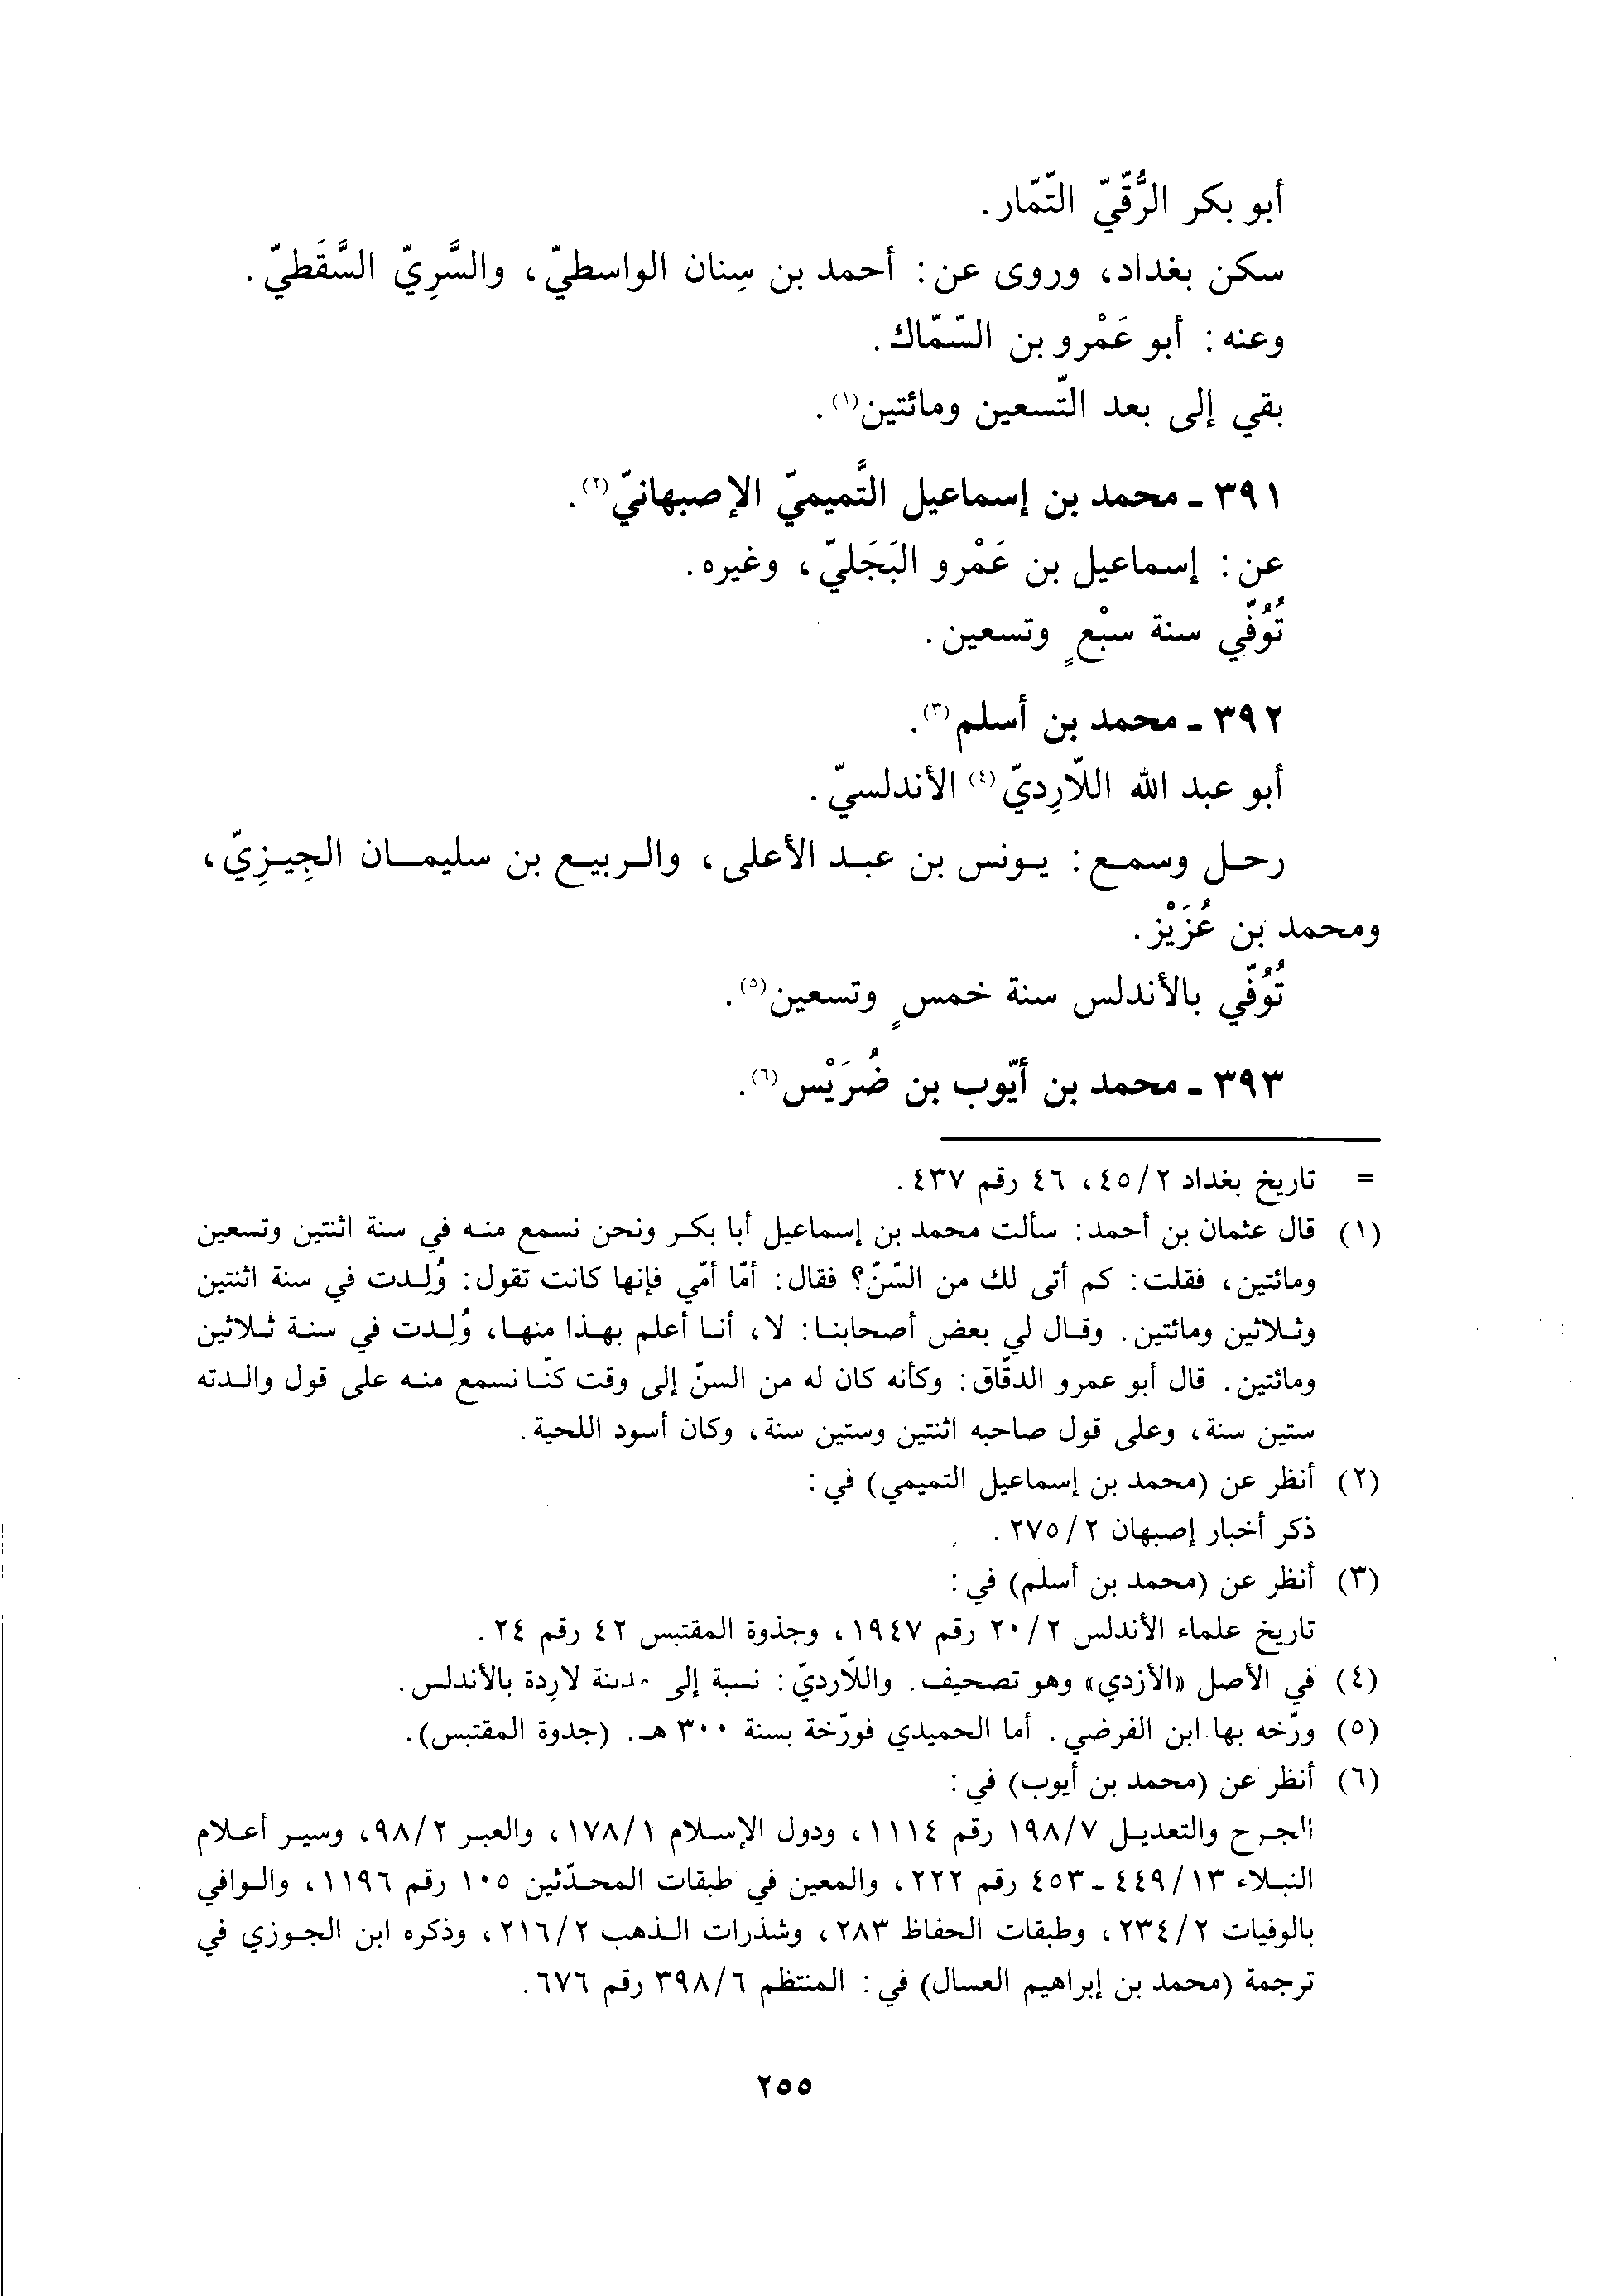 أبو بكر الرُّقّيّ التّمّار.
سكن بغداد، وروى عن: أحمد بن سِنان الواسطيّ، والسَّرِيّ السَّقَطيّ.
وعنه: أبو عَمْرو بن السّمّاك.
بقي إلى بعد التّسعين ومائتين(١).
٣٩١ ـ محمد بن إسماعيل التَّميميّ الإصبهانيّ(٢).
عن: إسماعيل بن عَمْرو البَجَليّ، وغيره.
تُوُفّي سنة سبْعٍ وتسعين.
٣٩٢ ـ محمد بن أسلم(٣).
أبو عبد الله اللّارِديّ(٤) الأندلسيّ.
رحل وسمع: يونس بن عبد الأعلى، والربيع بن سليمان الجِيزِيّ،
ومحمد بن عُزَيْز.
تُوُفّي بالأندلس سنة خمسٍ وتسعين(٥).
٣٩٣ ـ محمد بن أيّوب بن ضُرَيْس(٦).
= تاريخ بغداد ٢/٤٥، ٤٦ رقم ٤٣٧.
(١) قال عثمان بن أحمد: سألت محمد بن إسماعيل أبا بكر ونحن نسمع منه في سنة اثنتين وتسعين
ومائتين، فقلت: كم أتى لك من السّنّ؟ فقال: أمّا أمّي فإنها كانت تقول: وُلِدت في سنة اثنتين
وثلاثين ومائتين. وقال لي بعض أصحابنا: لا، أنا أعلم بهذا منها، وُلِدت في سنة ثلاثين
ومائتين. قال أبو عمرو الدقّاق: وكأنه كان له من السنّ إلى وقت كنّا نسمع منه على قول والدته
ستين سنة، وعلى قول صاحبه اثنتين وستين سنة، وكان أسود اللحية.
(٢) أنظر عن (محمد بن إسماعيل التميمي) في:
ذكر أخبار إصبهان ٢/٢٧٥.
(٣) أنظر عن (محمد بن أسلم) في:
تاريخ علماء الأندلس ٢/٢٠ رقم ١٩٤٧، وجذوة المقتبس ٤٢ رقم ٢٤.
(٤) في الأصل «الأزدي» وهو تصحيف. واللّارديّ: نسبة إلى مدينة لارِدة بالأندلس.
(٥) ورّخه بها ابن الفرضي. أما الحميدي فورّخة بسنة ٣٠٠ هـ. (جدوة المقتبس).
(٦) أنظر عن (محمد بن أيوب) في:
الجرح والتعديل ٧/١٩٨ رقم ١١١٤، ودول الإسلام ١/١٧٨، والعبر ٢/٩٨، وسير أعلام
النبلاء ١٣/٤٤٩ ـ ٤٥٣ رقم ٢٢٢، والمعين في طبقات المحدّثين ١٠٥ رقم ١١٩٦، والوافي
بالوفيات ٢/٢٣٤، وطبقات الحفاظ ٢٨٣، وشذرات الذهب ٢/٢١٦، وذكره ابن الجوزي في
ترجمة (محمد بن إبراهيم العسال) في: المنتظم ٦/٣٩٨ رقم ٦٧٦.
٢٥٥